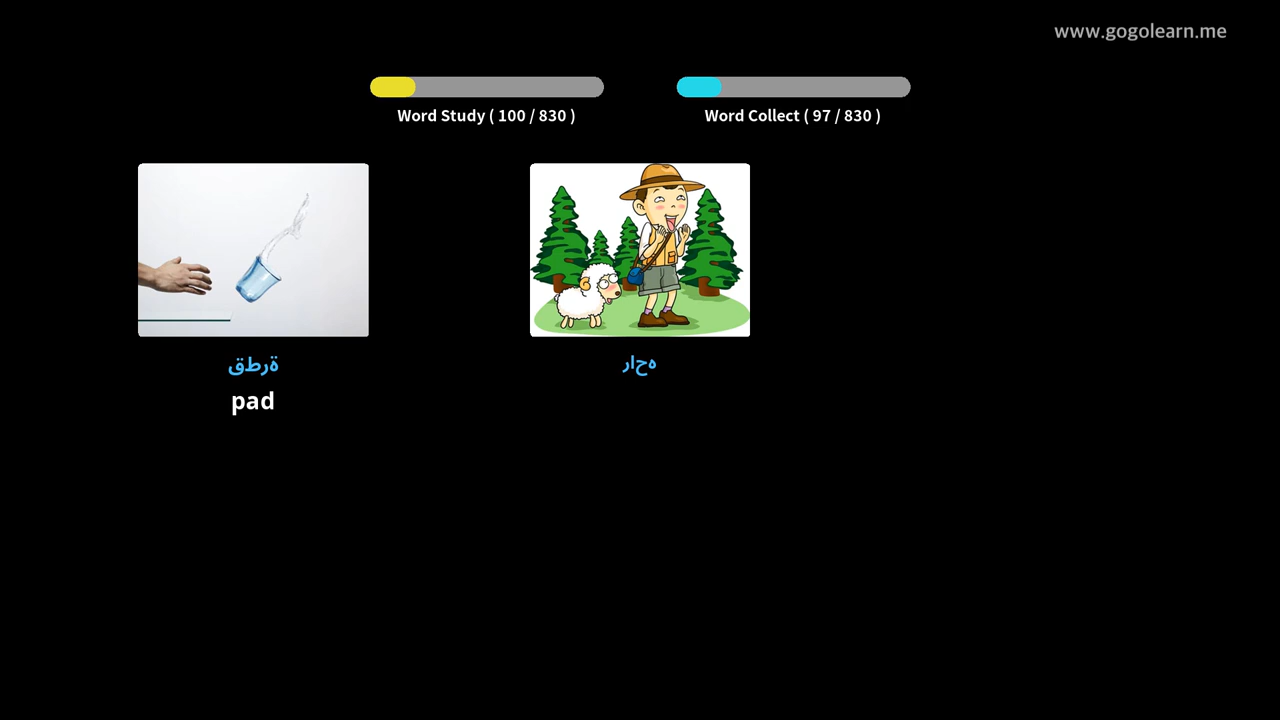 www.gogolearn.me
Word Study ( 100 / 830 )
Word Collect ( 97 / 830 )
ةرطق
pad
هحار